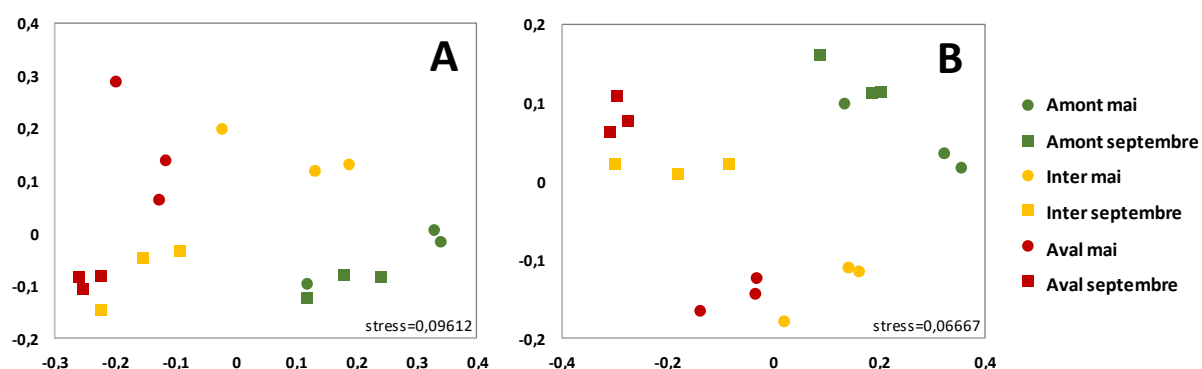 A
0,4
0,3
0,2
0,1
0
-0,1
-0,2
-0,3 -0,2 -0,1 0 0,1 0,2 0,3 0,4
stress=0,09612
B
0,2
0,1
0
-0,1
-0,2
-0,4 -0,2 0 0,2 0,4
stress=0,06667
Amont mai
Amont septembre
Inter mai
Inter septembre
Aval mai
Aval septembre